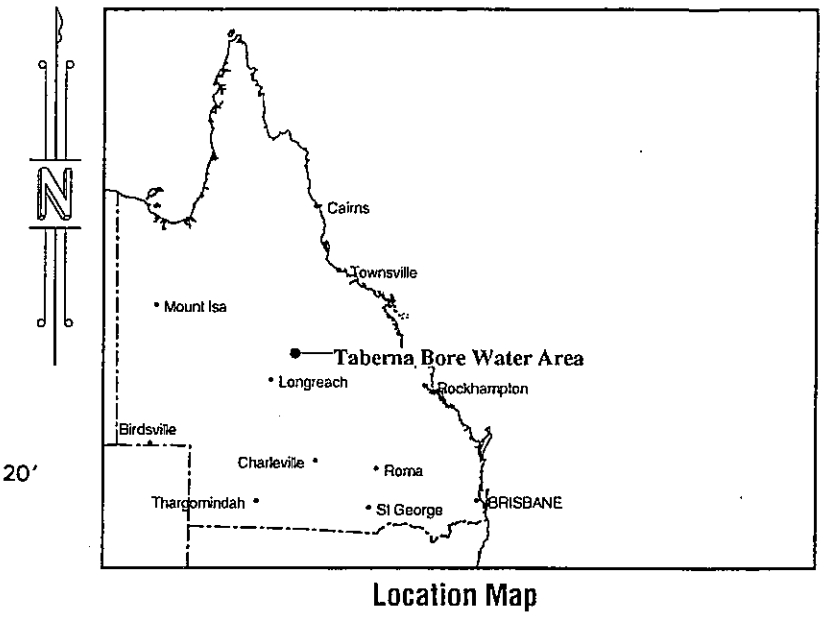 N
Cairns
Townsville
Mount Isa
Taberna Bore Water Area
Longreach
Rockhampton
Birdsville
Charleville
Roma
20'
Thargomindah
St George
BRISBANE
Location Map